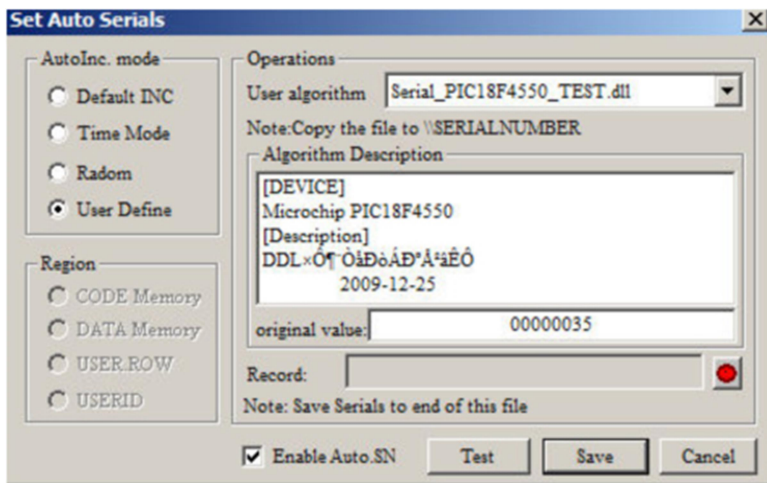 Set Auto Serials
AutoInc. mode
Default INC
Time Mode
Radom
User Define
Region
CODE Memory
DATA Memory
USER.ROW
USERID
Operations
User algorithm Serial_PIC18F4550_TEST.dll
Note:Copy the file to \\SERIALNUMBER
Algorithm Description
[DEVICE]
Microchip PIC18F4550
[Description]
DDL×Ô¶¨ÒåÐòÁÐºÅ²âÊÔ
2009-12-25
original value: 00000035
Record:
Note: Save Serials to end of this file
Enable Auto.SN Test Save Cancel